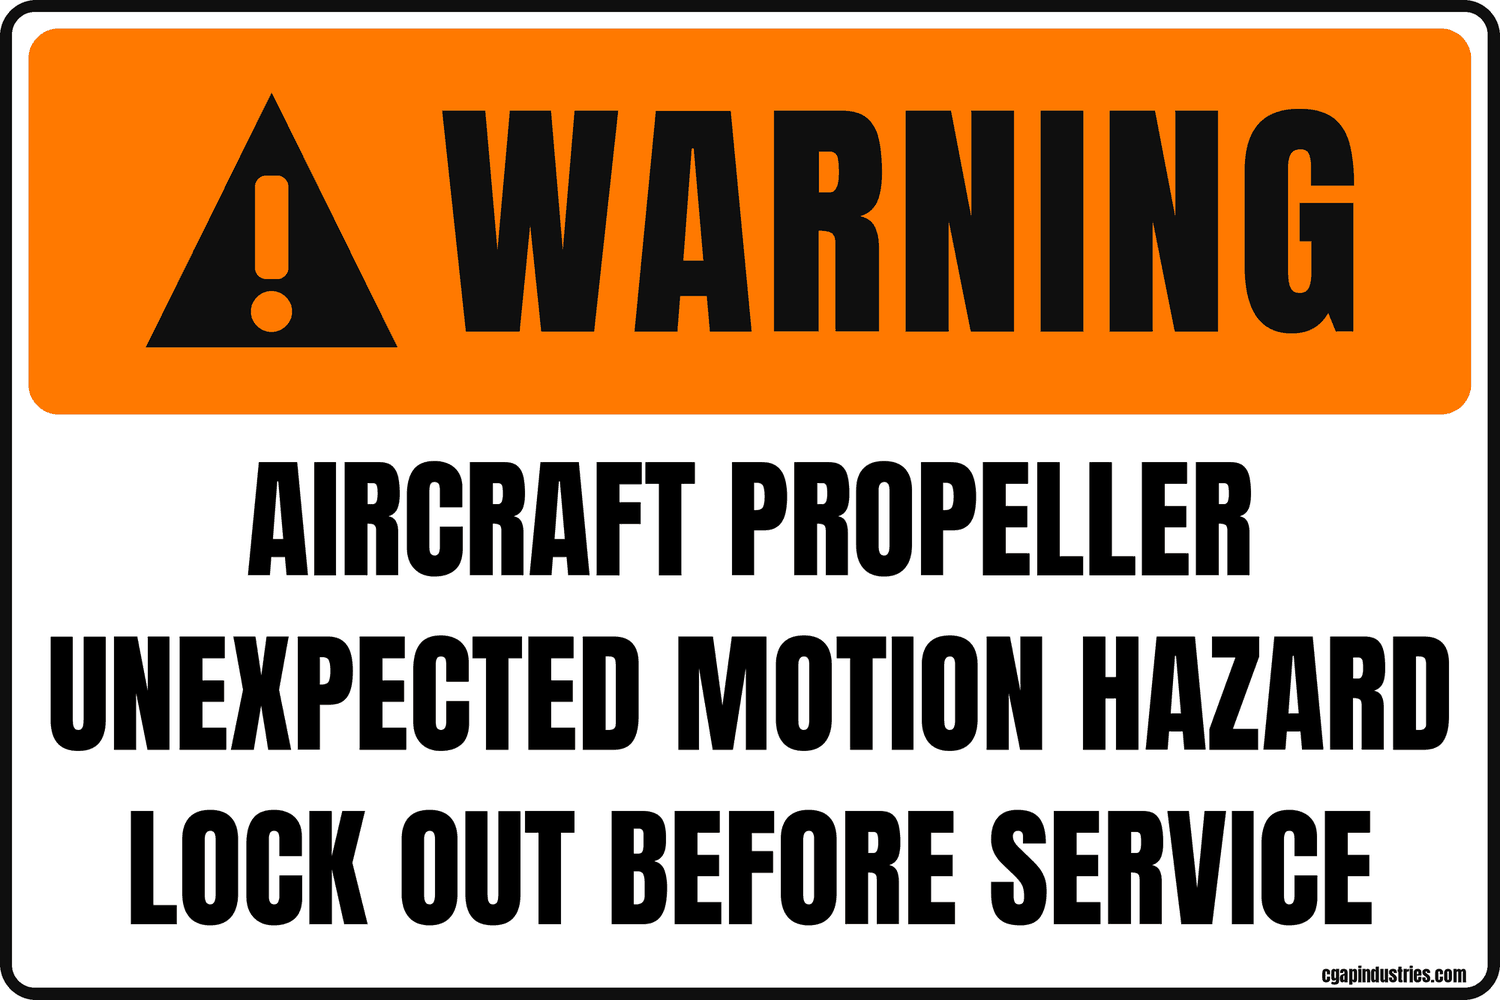 WARNING
AIRCRAFT PROPELLER
UNEXPECTED MOTION HAZARD
LOCK OUT BEFORE SERVICE
cgapindustries.com